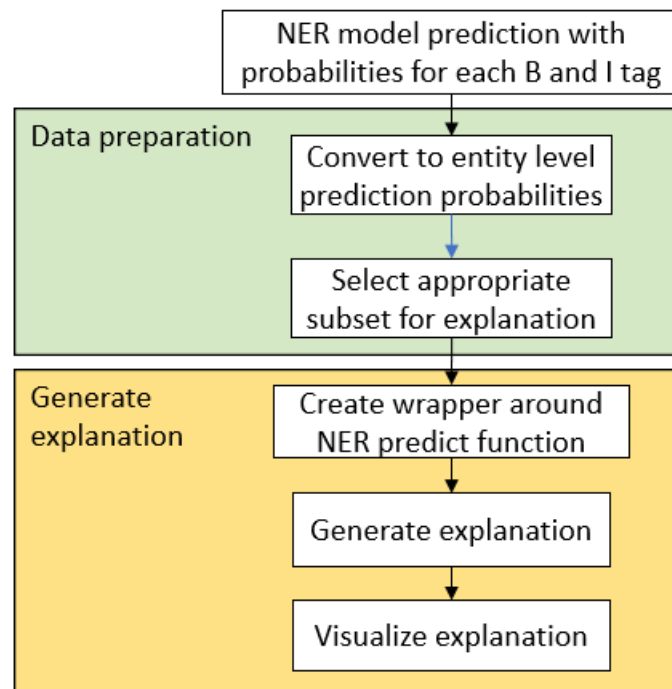 NER model prediction with
probabilities for each B and I tag
Data preparation
Convert to entity level
prediction probabilities
Select appropriate
subset for explanation
Generate
explanation
Create wrapper around
NER predict function
Generate explanation
Visualize explanation